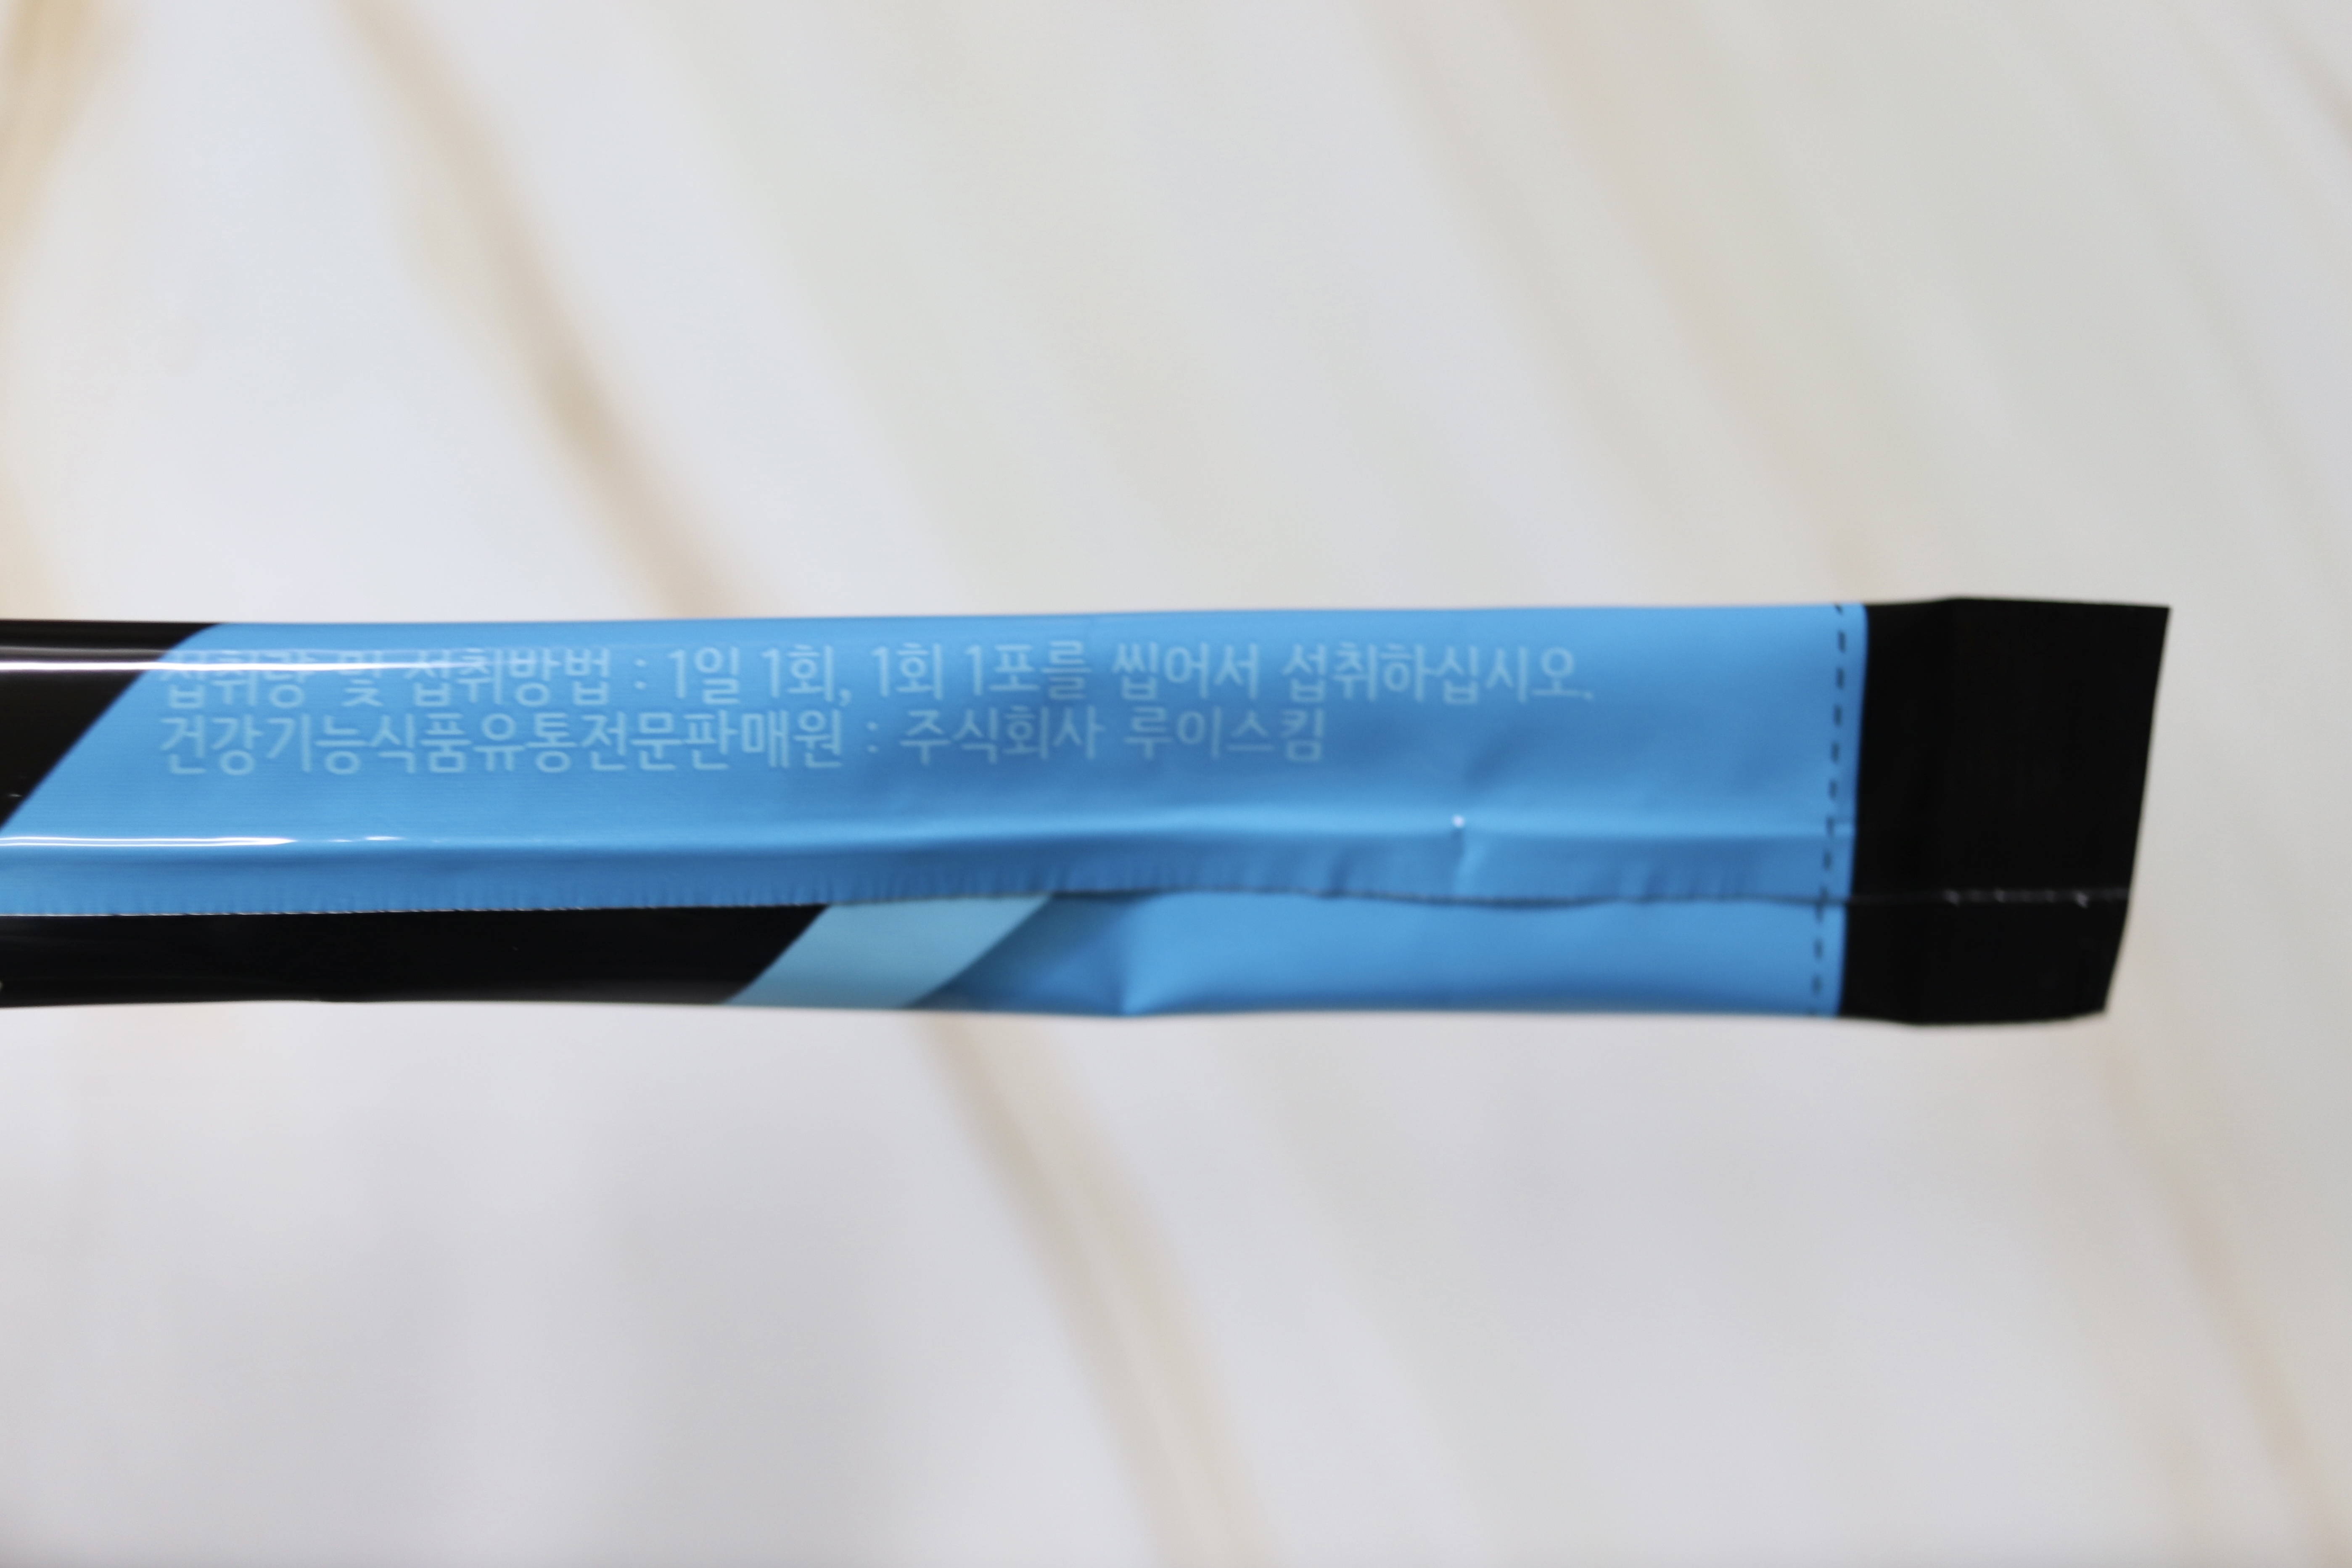 섭취량 및 섭취방법 : 1일 1회, 1회 1포를 씹어서 섭취하십시오.
건강기능식품유통전문판매원 : 주식회사 루이스킴